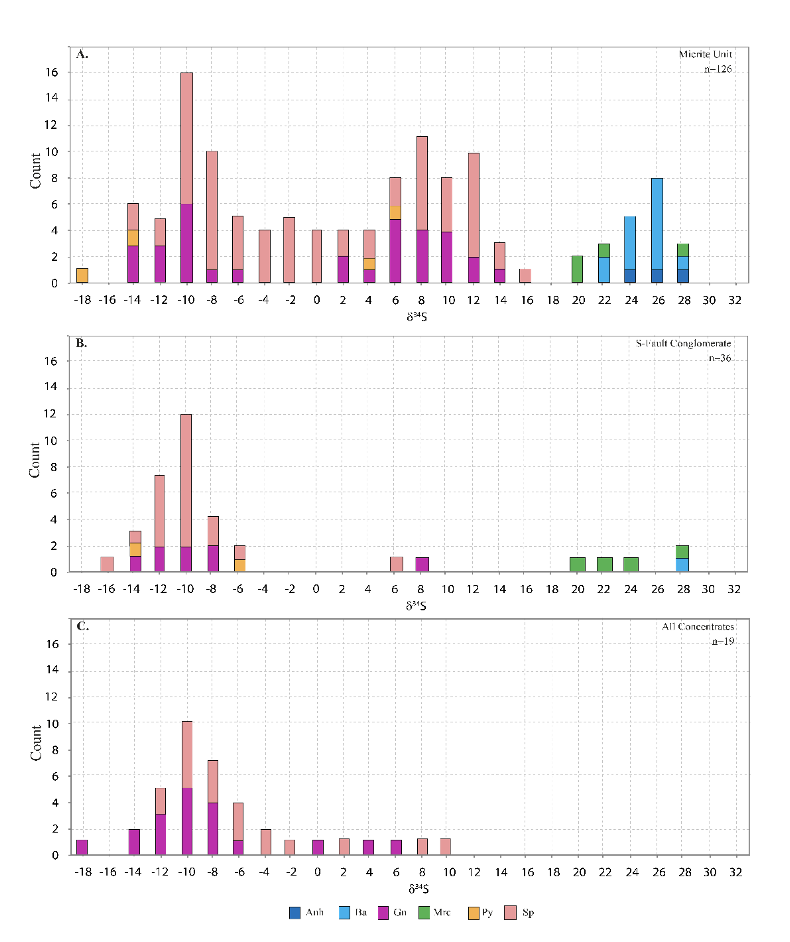 A.
Micrite Unit
n=126
16
14
12
10
8
6
4
2
0
Count
-18 -16 -14 -12 -10 -8 -6 -4 -2 0 2 4 6 8 10 12 14 16 18 20 22 24 26 28 30 32
δ³⁴S
B.
S-Fault Conglomerate
n=36
16
14
12
10
8
6
4
2
0
Count
-18 -16 -14 -12 -10 -8 -6 -4 -2 0 2 4 6 8 10 12 14 16 18 20 22 24 26 28 30 32
δ³⁴S
C.
All Concentrates
n=19
16
14
12
10
8
6
4
2
0
Count
-18 -16 -14 -12 -10 -8 -6 -4 -2 0 2 4 6 8 10 12 14 16 18 20 22 24 26 28 30 32
δ³⁴S
Anh Ba Gn Mrc Py Sp